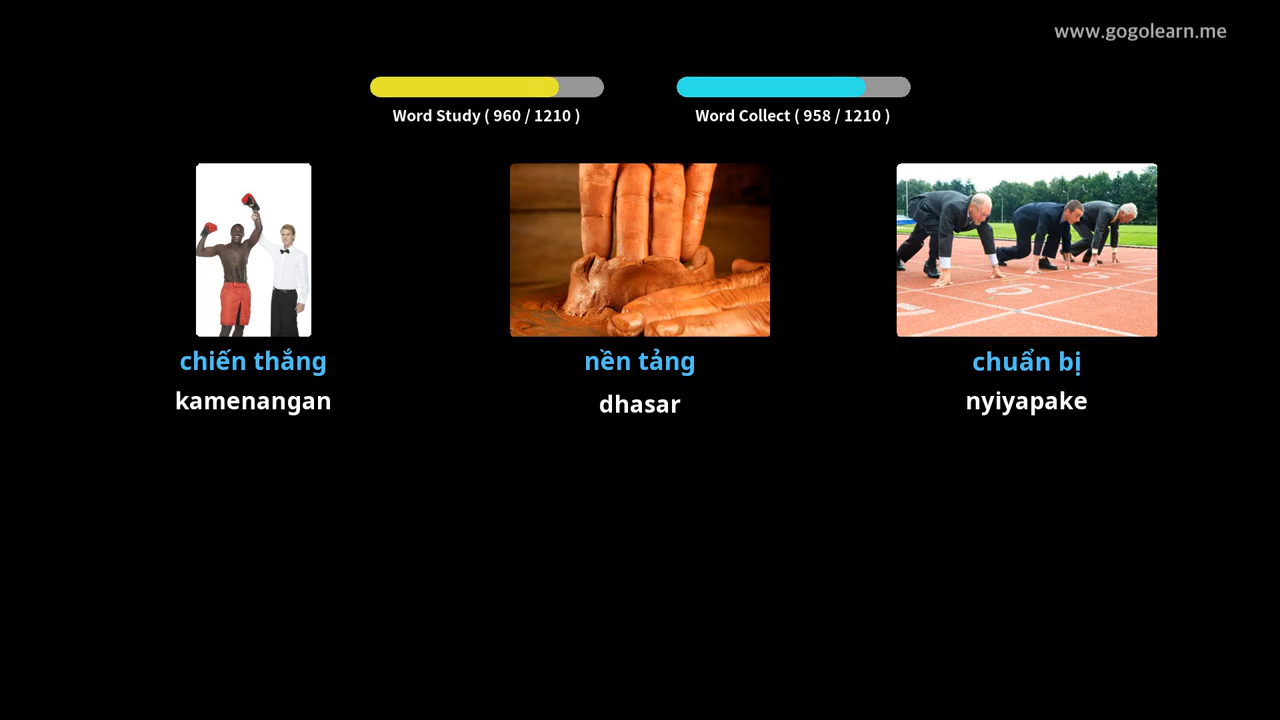 www.gogolearn.me
Word Study ( 960 / 1210 )
Word Collect ( 958 / 1210 )
chiến thắng
kamenangan
nền tảng
dhasar
chuẩn bị
nyiyapake